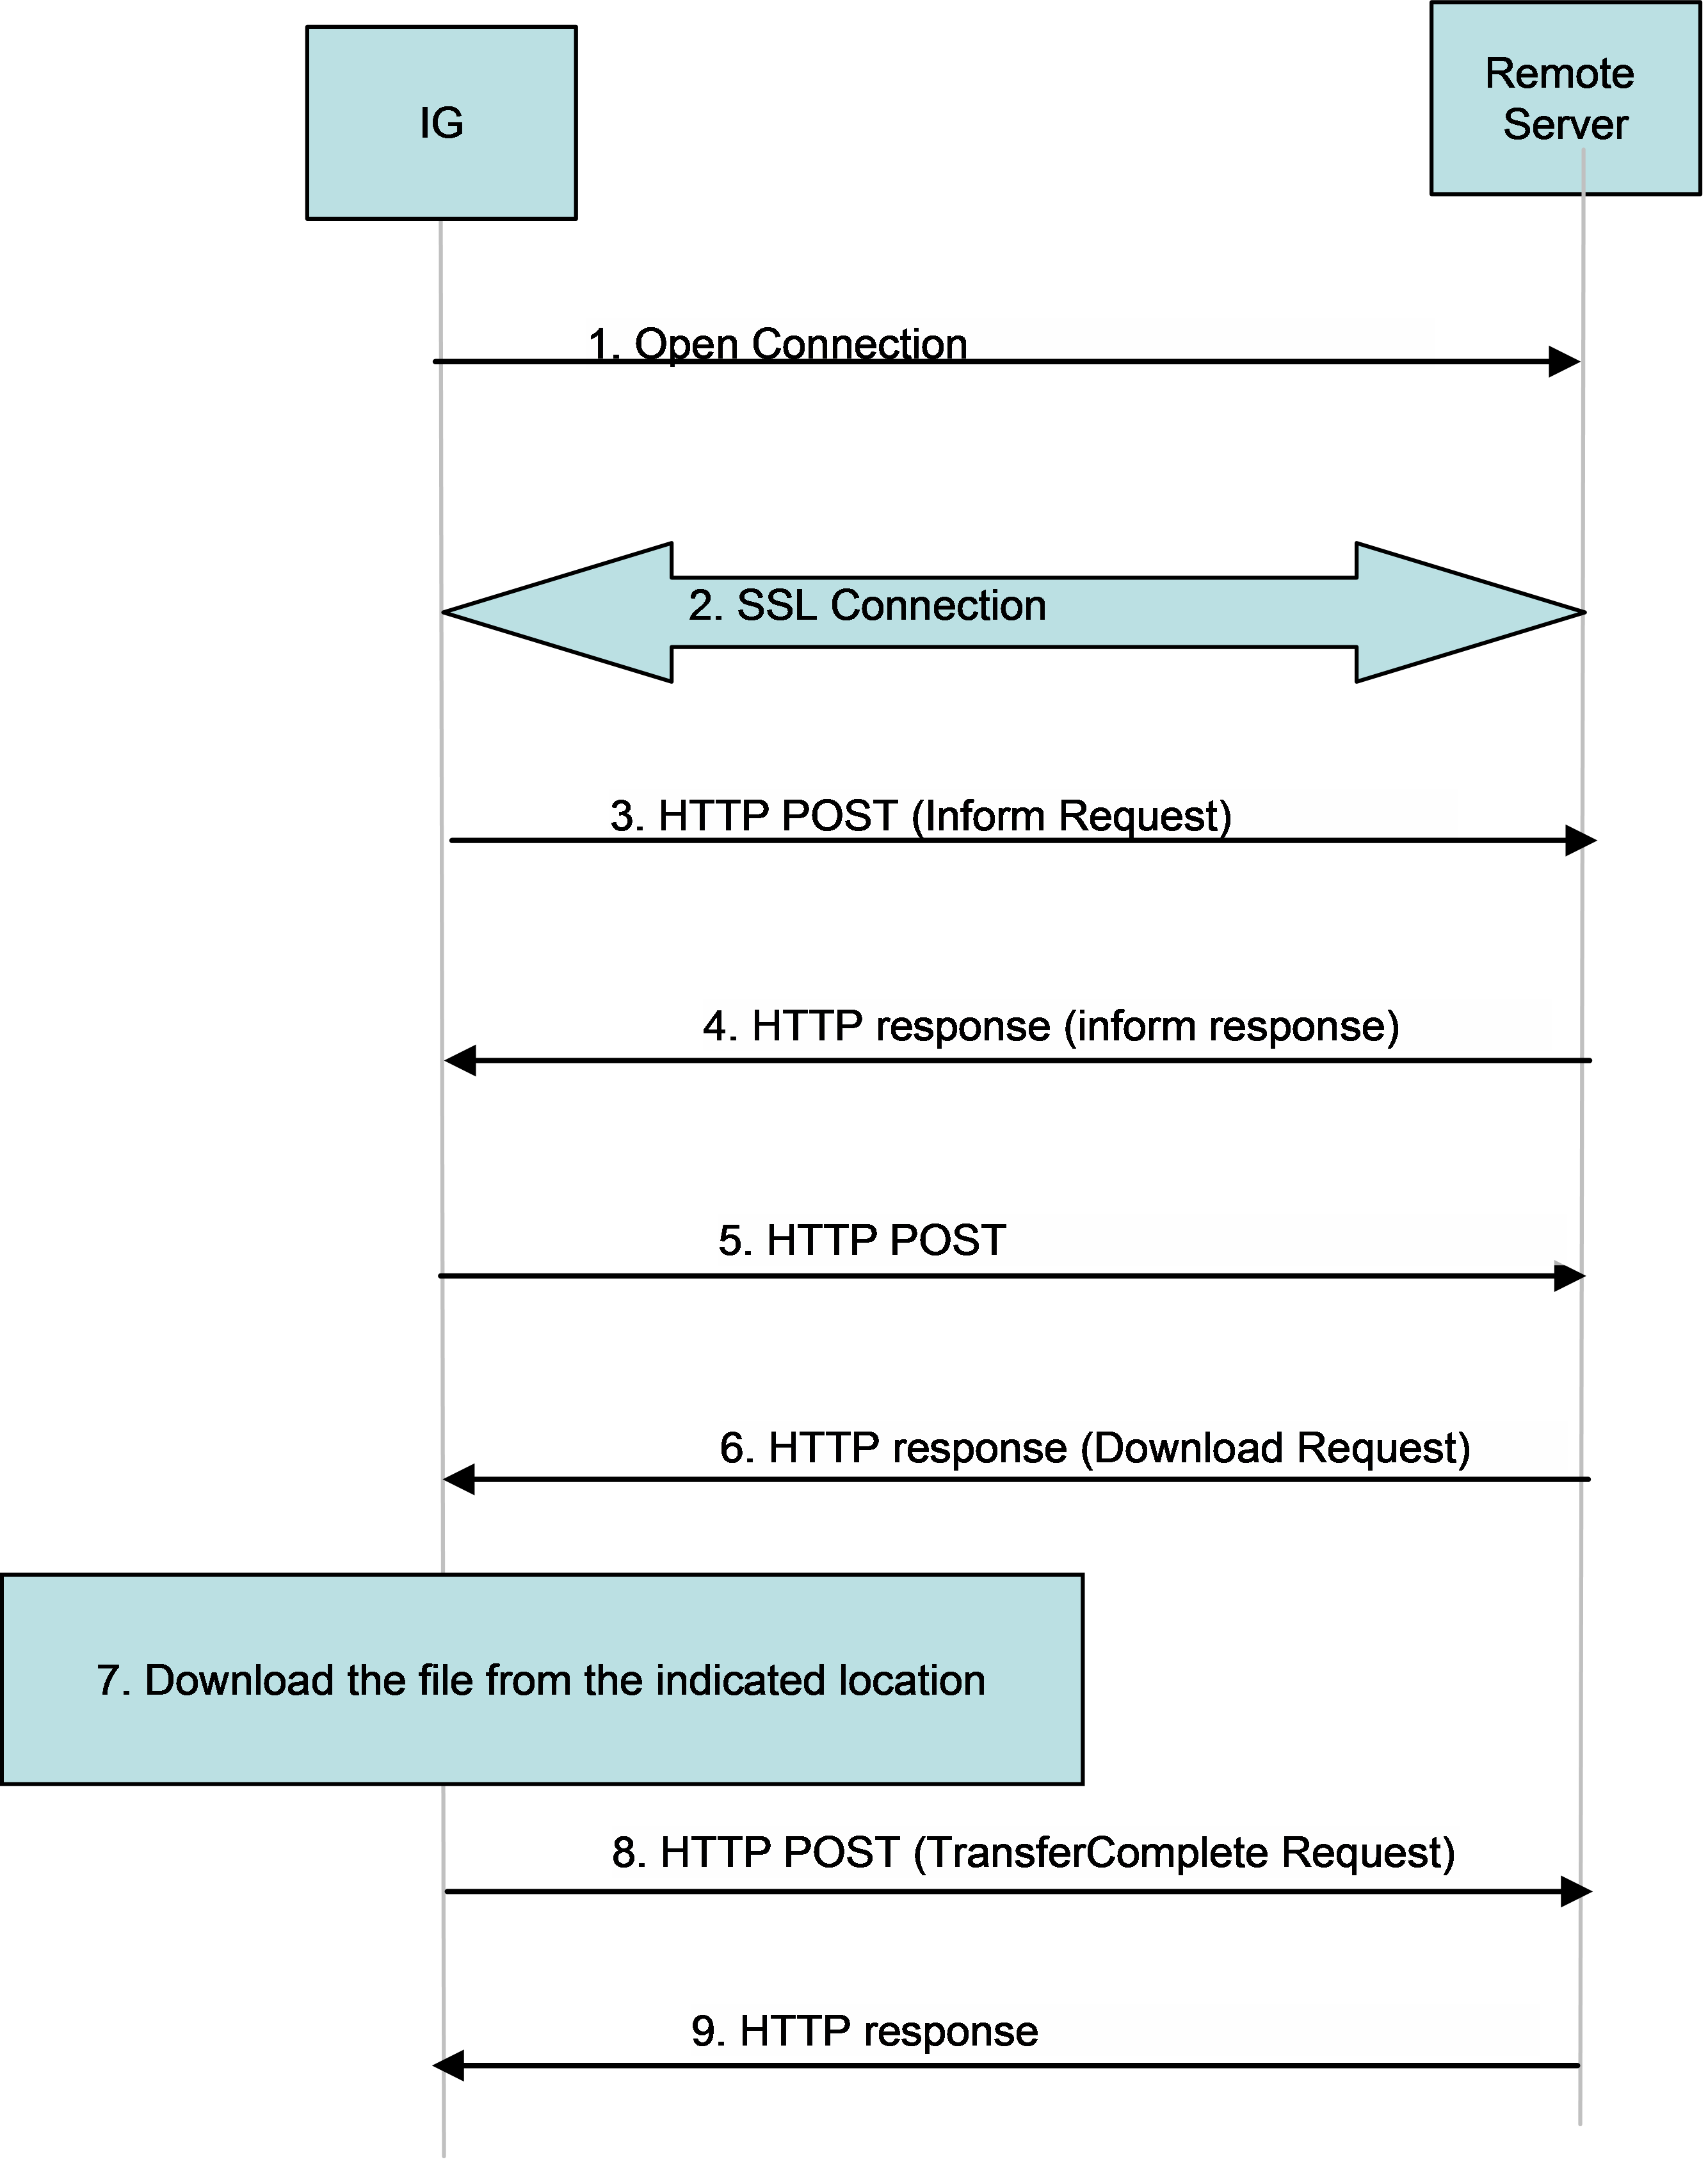 IG
Remote
Server
1. Open Connection
2. SSL Connection
3. HTTP POST (Inform Request)
4. HTTP response (inform response)
5. HTTP POST
6. HTTP response (Download Request)
7. Download the file from the indicated location
8. HTTP POST (TransferComplete Request)
9. HTTP response